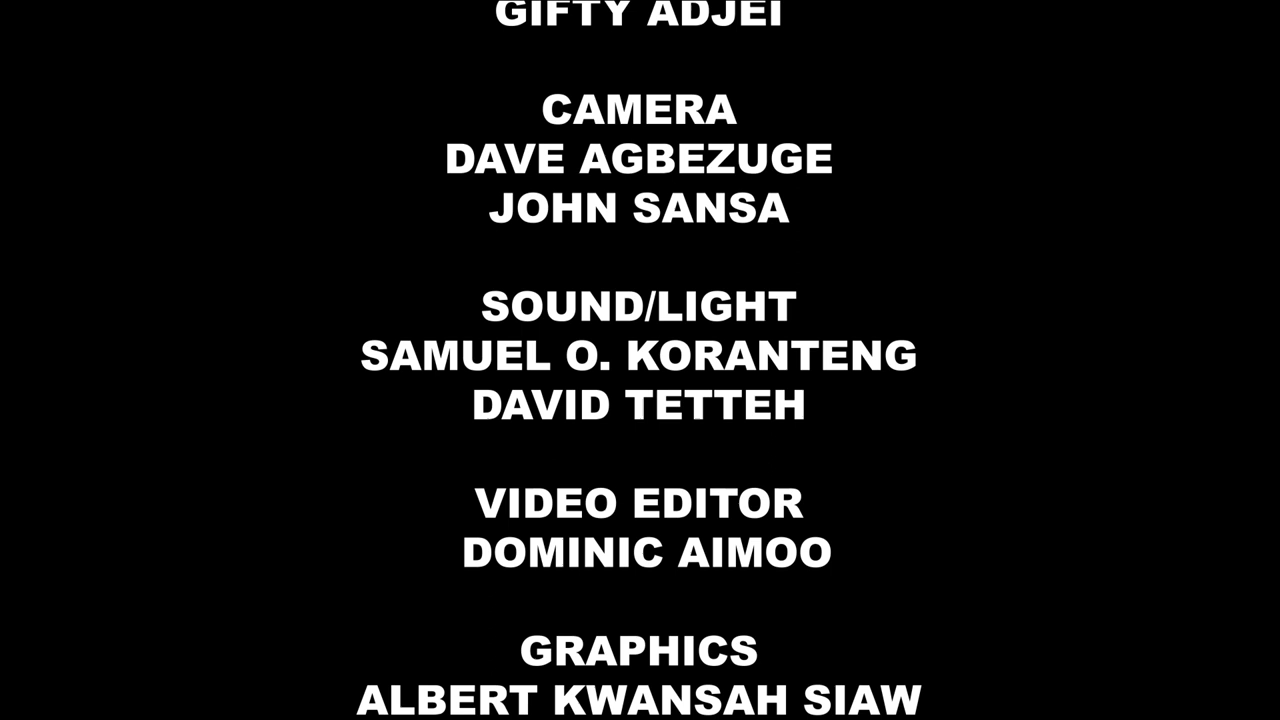 GIFTY ADJEI
CAMERA
DAVE AGBEZUGE
JOHN SANSA
SOUND/LIGHT
SAMUEL O. KORANTENG
DAVID TETTEH
VIDEO EDITOR
DOMINIC AIMOO
GRAPHICS
ALBERT KWANSAH SIAW